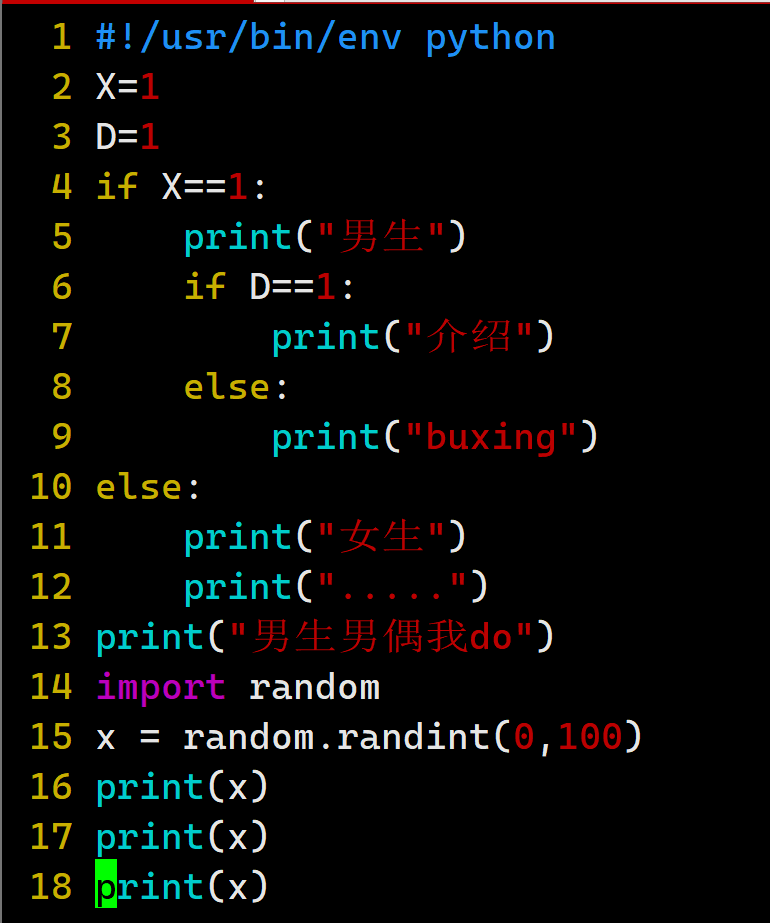 1 #!/usr/bin/env python
2 X=1
3 D=1
4 if X==1:
5     print("男生")
6     if D==1:
7         print("介绍")
8     else:
9         print("buxing")
10 else:
11     print("女生")
12     print(".....")
13 print("男生男偶我do")
14 import random
15 x = random.randint(0,100)
16 print(x)
17 print(x)
18 print(x)